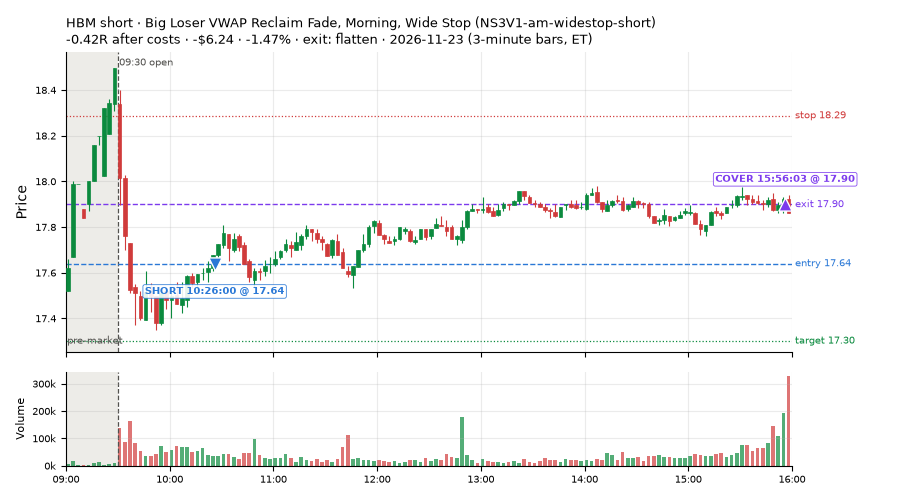 HBM short · Big Loser VWAP Reclaim Fade, Morning, Wide Stop (NS3V1-am-widestop-short)
-0.42R after costs · -$6.24 · -1.47% · exit: flatten · 2026-11-23 (3-minute bars, ET)
09:30 open
18.4
stop 18.29
18.2
COVER 15:56:03 @ 17.90
18.0
exit 17.90
Price
17.8
entry 17.64
17.6
SHORT 10:26:00 @ 17.64
17.4
pre-market
target 17.30
300k
200k
Volume
100k
0k
09:00
10:00
11:00
12:00
13:00
14:00
15:00
16:00